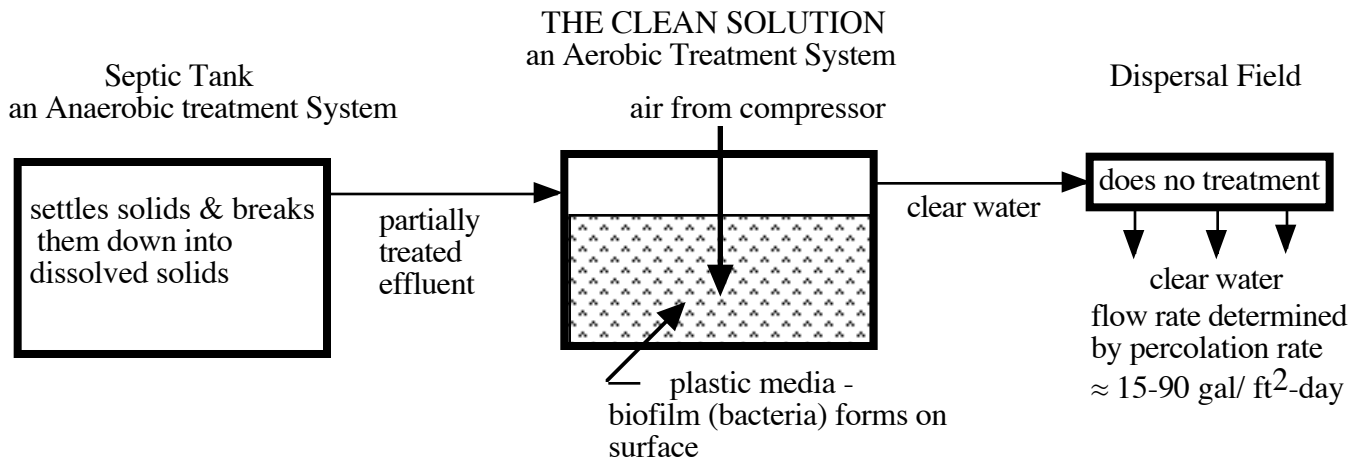 THE CLEAN SOLUTION
an Aerobic Treatment System
Septic Tank
an Anaerobic treatment System
Dispersal Field
air from compressor
settles solids & breaks
them down into
dissolved solids
partially
treated
effluent
clear water
does no treatment
clear water
flow rate determined
by percolation rate
≈ 15-90 gal/ ft²-day
plastic media -
biofilm (bacteria) forms on
surface